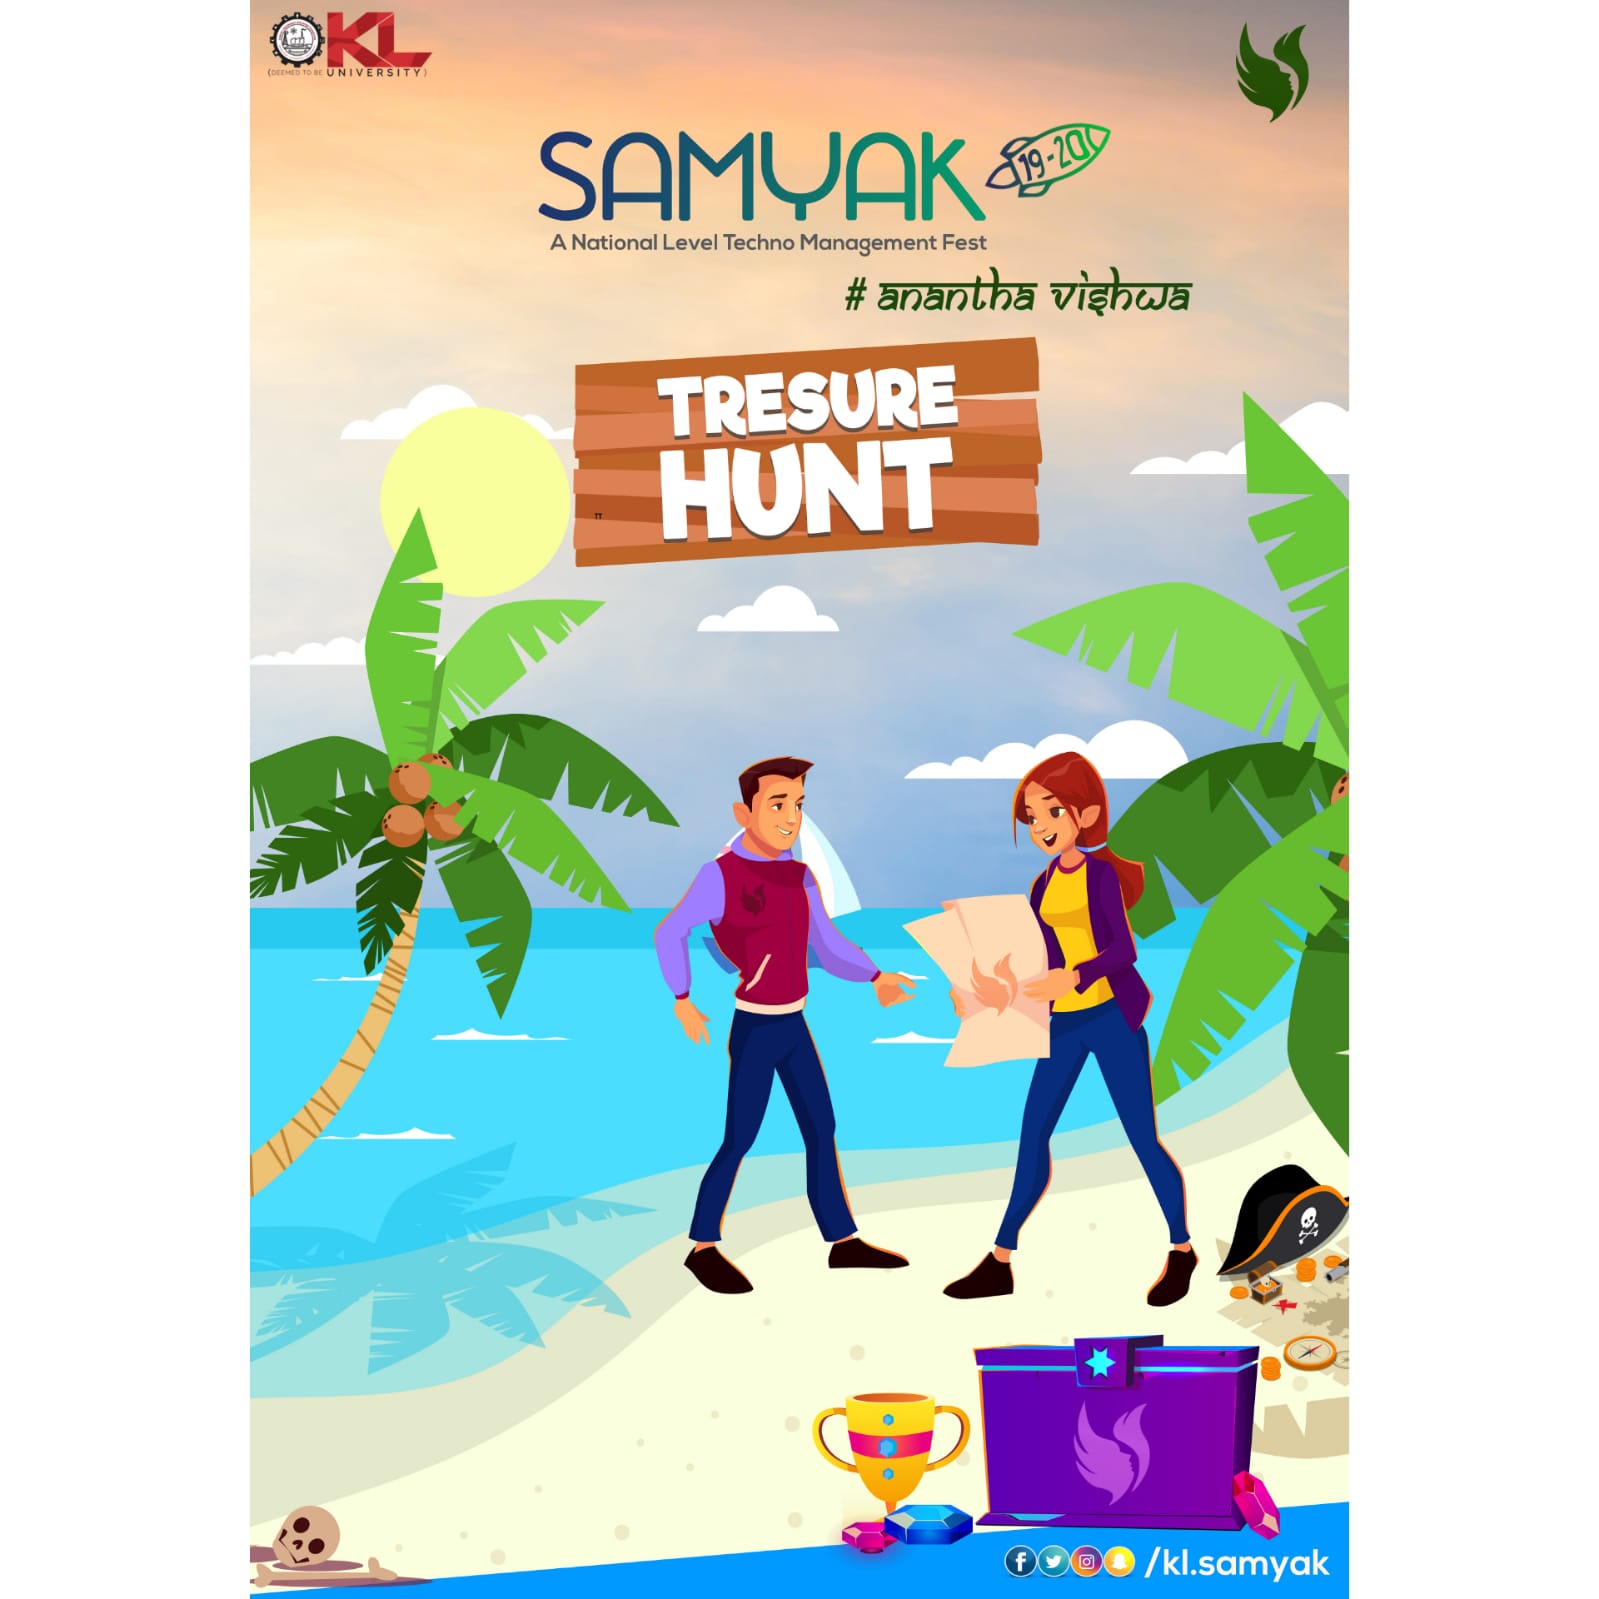 KL
(DEEMED TO BE UNIVERSITY)
SAMYAK 19-20
A National Level Techno Management Fest
# anantha vishwa
TRESURE
HUNT
/kl.samyak